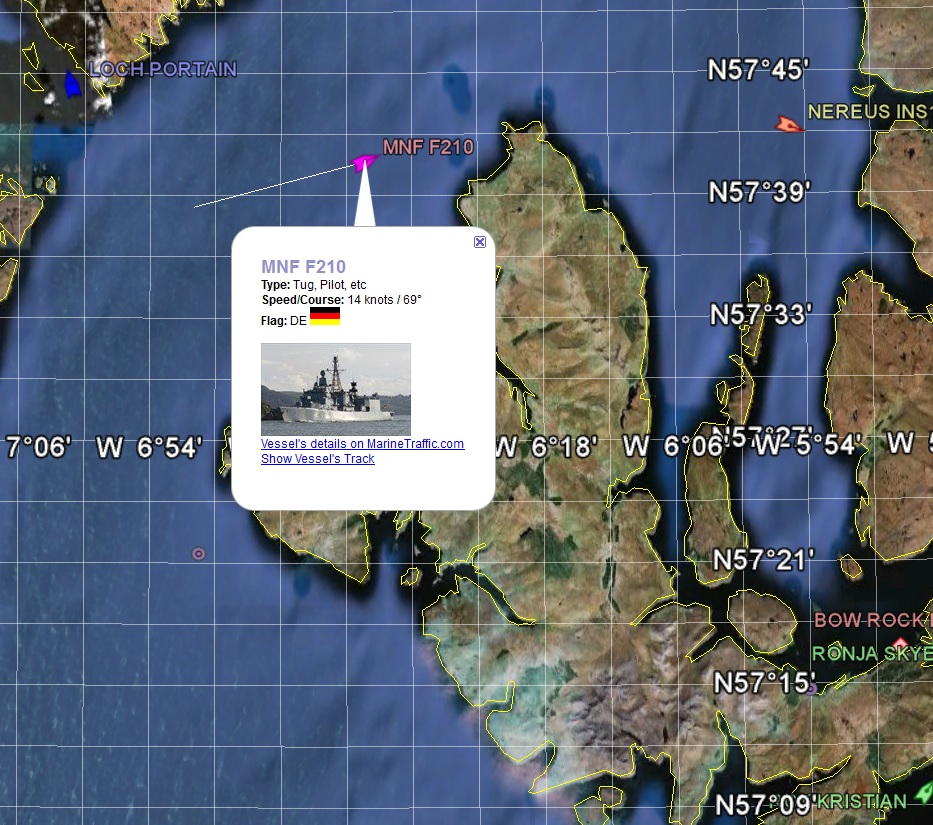 LOCH PORTAIN
N57°45'
NEREUS INS
MNF F210
N57°39'
MNF F210
Type: Tug, Pilot, etc
Speed/Course: 14 knots / 69°
Flag: DE
N57°33'
Vessel's details on MarineTraffic.com
Show Vessel's Track
7°06' W 6°54' W 6°18' W 6°06' W 5°54' W 5
N57°27'
N57°21'
BOW ROCK
RONJA SKYE
N57°15'
N57°09' KRISTIAN